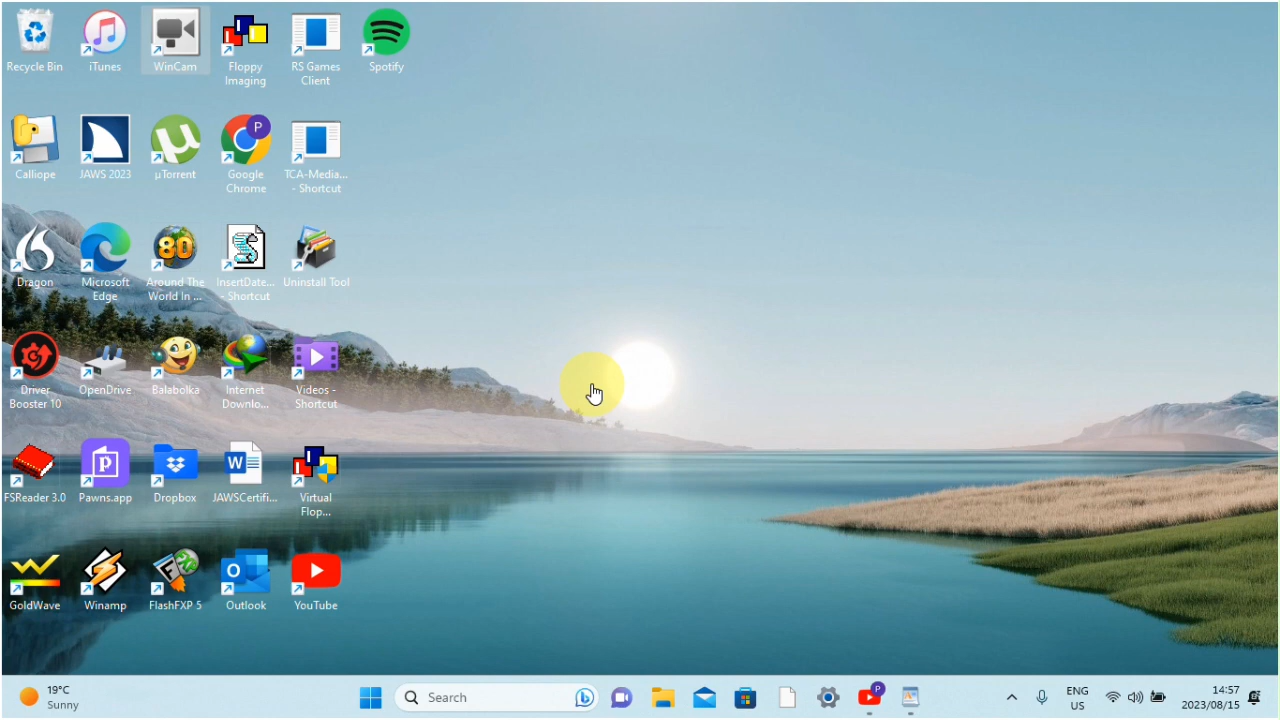 Recycle Bin
iTunes
WinCam
Floppy
Imaging
RS Games
Client
Spotify
Calliope
JAWS 2023
µTorrent
P
Google
Chrome
TCA-Media...
- Shortcut
Dragon
Microsoft
Edge
80
Around The
World In ...
InsertDate...
- Shortcut
Uninstall Tool
Driver
Booster 10
OpenDrive
Balabolka
Internet
Downlo...
Videos -
Shortcut
FSReader 3.0
Pawns.app
Dropbox
W
JAWSCertifi...
Virtual
Flop...
GoldWave
Winamp
FlashFXP 5
Outlook
YouTube
19°C
Sunny
Search
P
ENG
US
14:57
2023/08/15